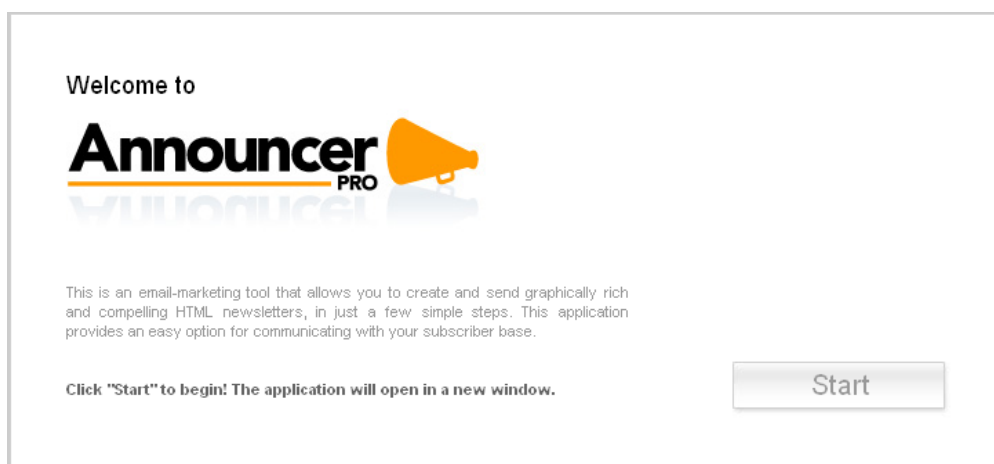 Welcome to
Announcer
PRO
This is an email-marketing tool that allows you to create and send graphically rich
and compelling HTML newsletters, in just a few simple steps. This application
provides an easy option for communicating with your subscriber base.
Click "Start" to begin! The application will open in a new window.
Start